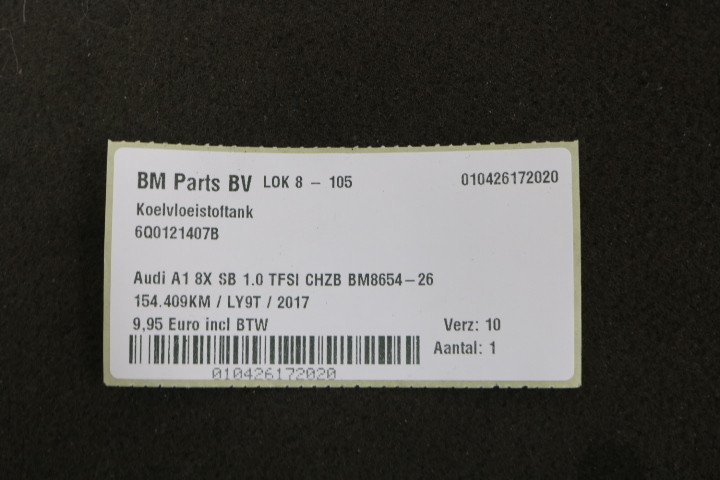 BM Parts BV LOK 8 - 105 010426172020
Koelvloeistoftank
6Q0121407B
Audi A1 8X SB 1.0 TFSI CHZB BM8654-26
154.409KM / LY9T / 2017
9,95 Euro incl BTW Verz: 10
Aantal: 1
010426172020